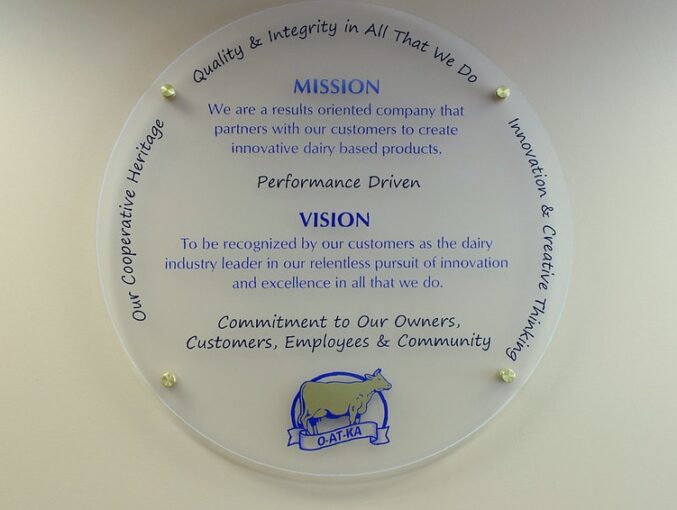 Quality & Integrity in All That We Do
Our Cooperative Heritage
Innovation & Creative Thinking
MISSION
We are a results oriented company that
partners with our customers to create
innovative dairy based products.
Performance Driven
VISION
To be recognized by our customers as the dairy
industry leader in our relentless pursuit of innovation
and excellence in all that we do.
Commitment to Our Owners,
Customers, Employees & Community
O-AT-KA